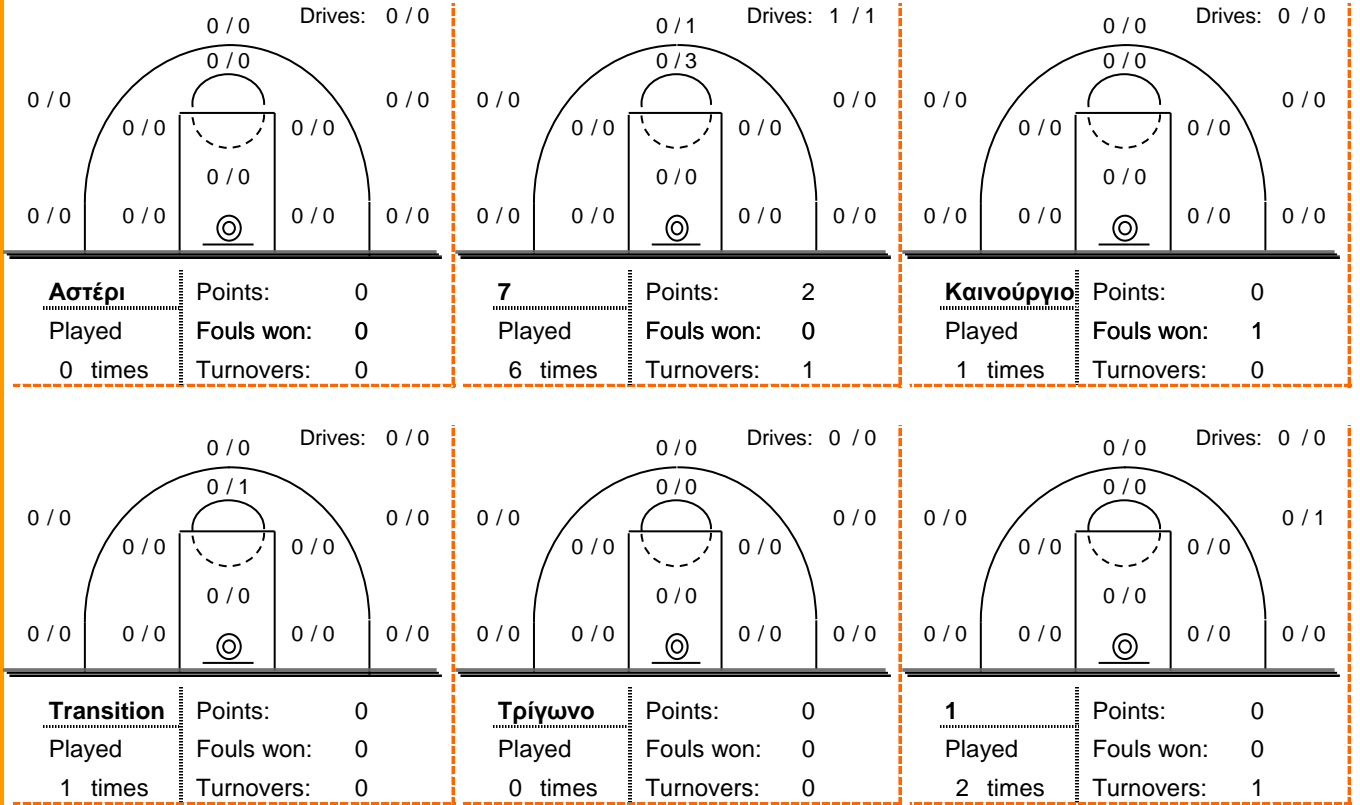 Drives: 0 / 0
0 / 0
0 / 0
0 / 0 0 / 0
0 / 0 0 / 0
0 / 0
0 / 0 0 / 0 0 / 0 0 / 0
Αστέρι Points: 0
Played Fouls won: 0
0 times Turnovers: 0
Drives: 1 / 1
0 / 1
0 / 3
0 / 0 0 / 0
0 / 0 0 / 0
0 / 0
0 / 0 0 / 0 0 / 0 0 / 0
7 Points: 2
Played Fouls won: 0
6 times Turnovers: 1
Drives: 0 / 0
0 / 0
0 / 0
0 / 0 0 / 0
0 / 0 0 / 0
0 / 0
0 / 0 0 / 0 0 / 0 0 / 0
Καινούργιο Points: 0
Played Fouls won: 1
1 times Turnovers: 0
Drives: 0 / 0
0 / 0
0 / 1
0 / 0 0 / 0
0 / 0 0 / 0
0 / 0
0 / 0 0 / 0 0 / 0 0 / 0
Transition Points: 0
Played Fouls won: 0
1 times Turnovers: 0
Drives: 0 / 0
0 / 0
0 / 0
0 / 0 0 / 0
0 / 0 0 / 0
0 / 0
0 / 0 0 / 0 0 / 0 0 / 0
Τρίγωνο Points: 0
Played Fouls won: 0
0 times Turnovers: 0
Drives: 0 / 0
0 / 0
0 / 0
0 / 0 0 / 1
0 / 0 0 / 0
0 / 0
0 / 0 0 / 0 0 / 0 0 / 0
1 Points: 0
Played Fouls won: 0
2 times Turnovers: 1